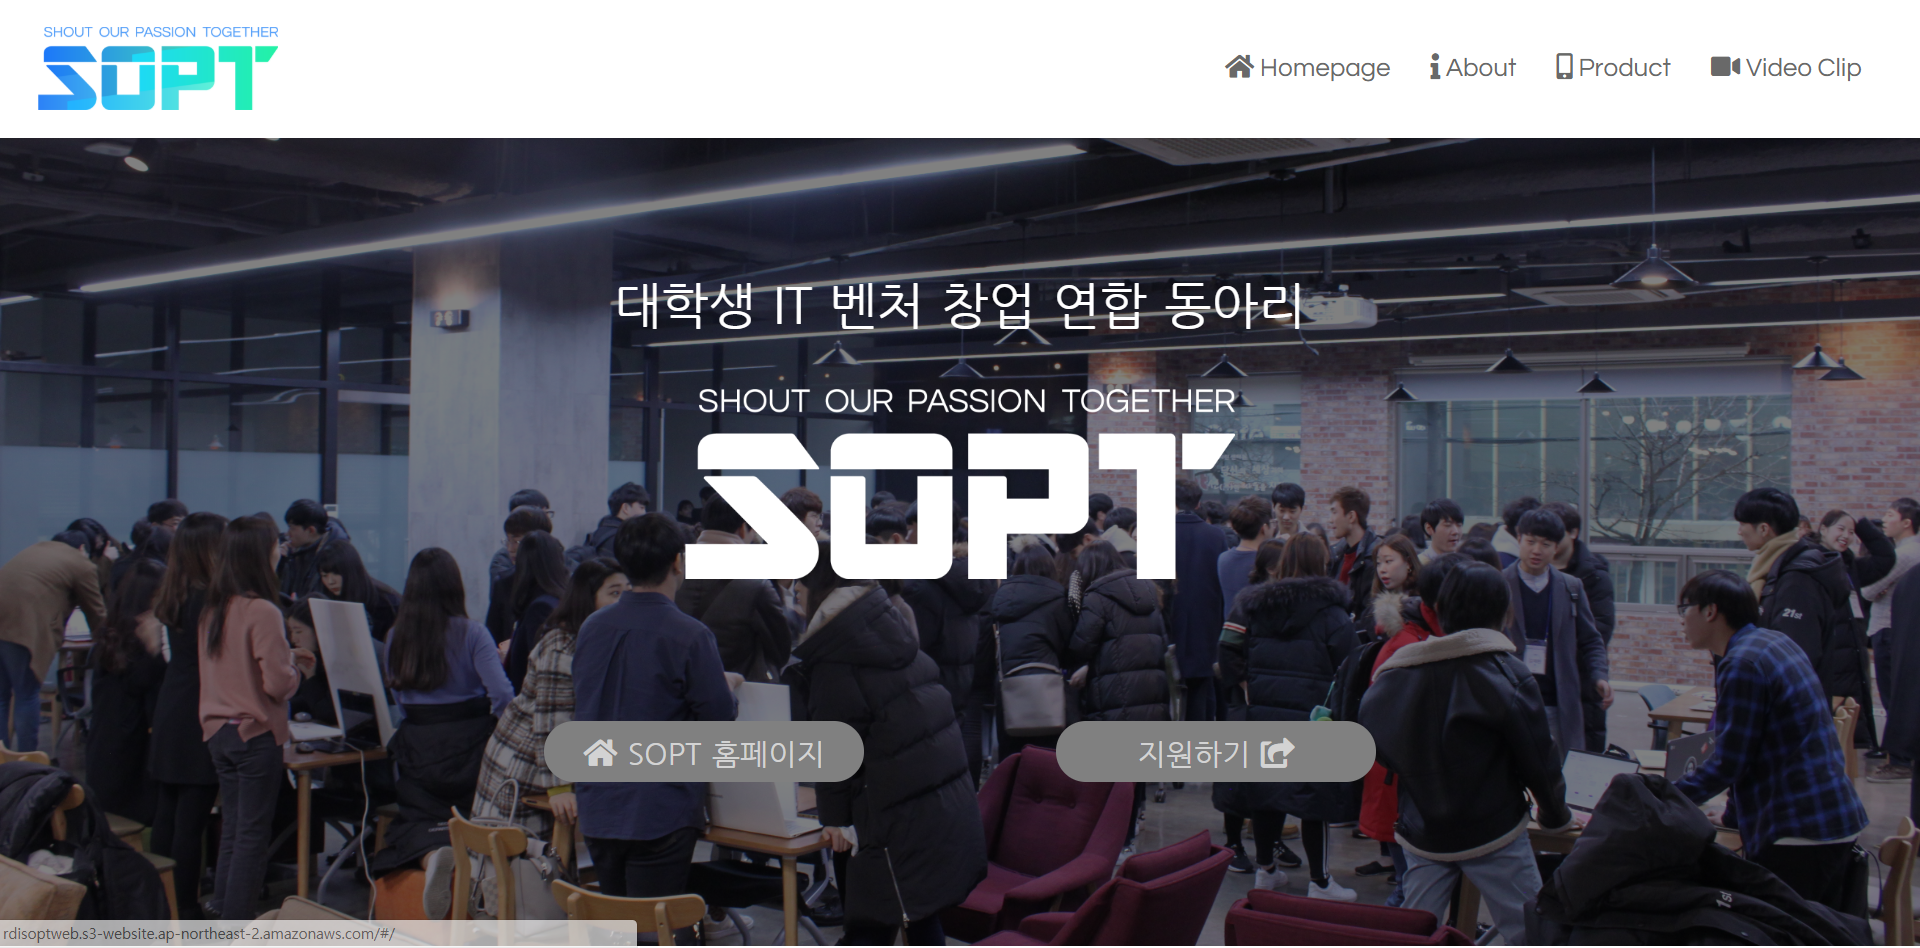 SHOUT OUR PASSION TOGETHER
SOPT
Homepage About Product Video Clip
대학생 IT 벤처 창업 연합 동아리
SHOUT OUR PASSION TOGETHER
SOPT
21st
SOPT 홈페이지
지원하기
rdisoptweb.s3-website.ap-northeast-2.amazonaws.com/#/